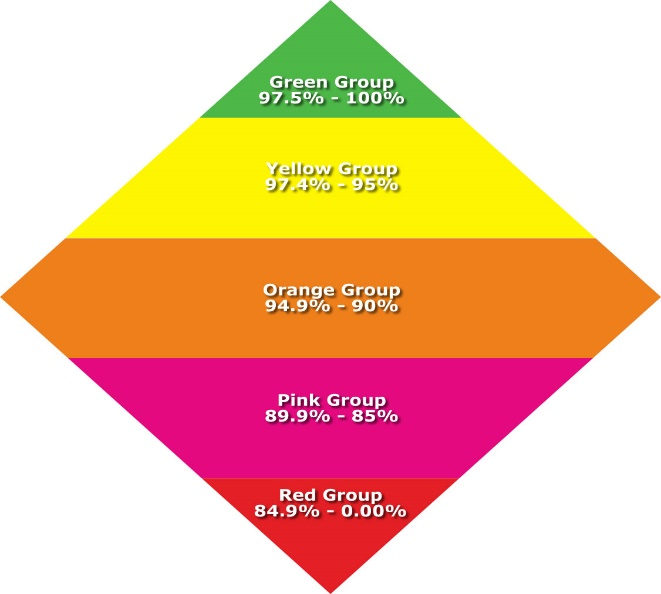 Green Group
97.5% - 100%
Yellow Group
97.4% - 95%
Orange Group
94.9% - 90%
Pink Group
89.9% - 85%
Red Group
84.9% - 0.00%